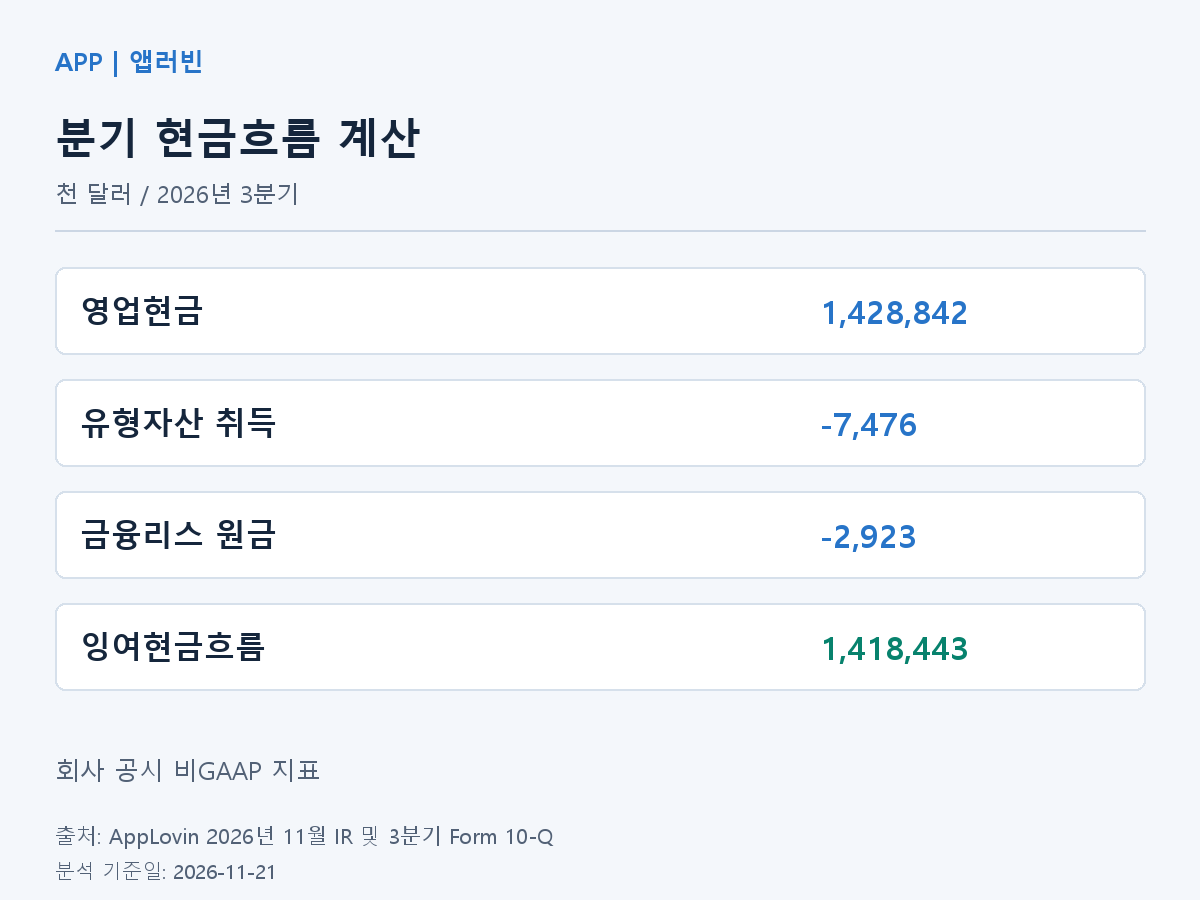 APP | 앱러빈
분기 현금흐름 계산
천 달러 / 2026년 3분기
영업현금 1,428,842
유형자산 취득 -7,476
금융리스 원금 -2,923
잉여현금흐름 1,418,443
회사 공시 비GAAP 지표
출처: AppLovin 2026년 11월 IR 및 3분기 Form 10-Q
분석 기준일: 2026-11-21